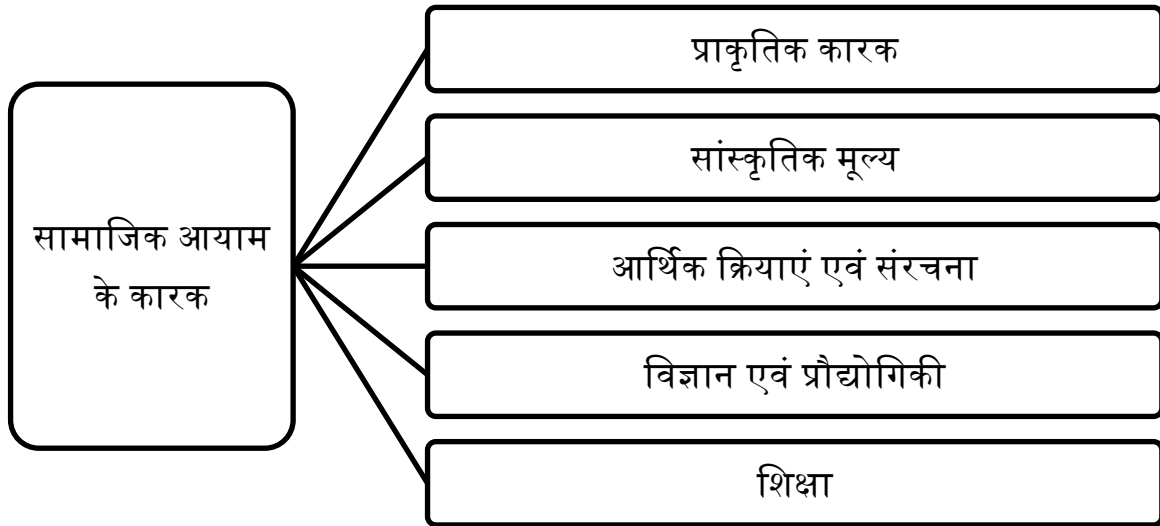 सामाजिक आयाम
के कारक
प्राकृतिक कारक
सांस्कृतिक मूल्य
आर्थिक क्रियाएं एवं संरचना
विज्ञान एवं प्रौद्योगिकी
शिक्षा